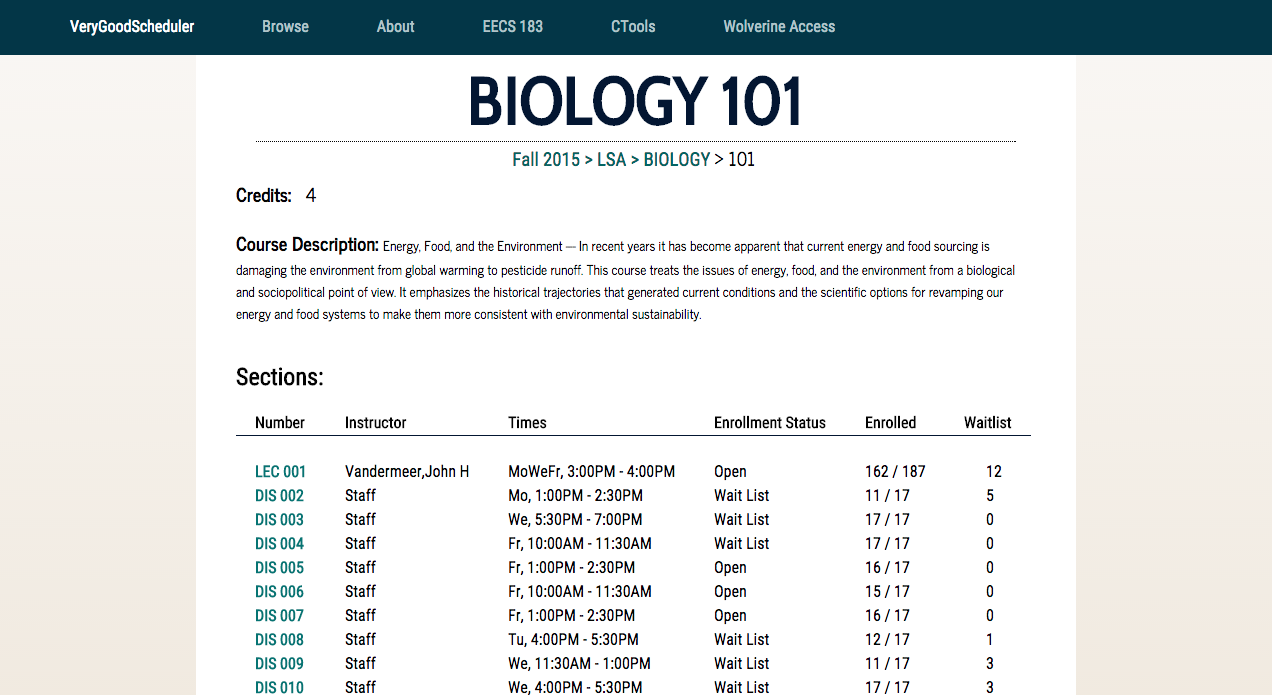 VeryGoodScheduler Browse About EECS 183 CTools Wolverine Access
BIOLOGY 101
Fall 2015 > LSA > BIOLOGY > 101
Credits: 4
Course Description: Energy, Food, and the Environment — In recent years it has become apparent that current energy and food sourcing is
damaging the environment from global warming to pesticide runoff. This course treats the issues of energy, food, and the environment from a biological
and sociopolitical point of view. It emphasizes the historical trajectories that generated current conditions and the scientific options for revamping our
energy and food systems to make them more consistent with environmental sustainability.
Sections:
Number Instructor Times Enrollment Status Enrolled Waitlist
LEC 001 Vandermeer,John H MoWeFr, 3:00PM - 4:00PM Open 162 / 187 12
DIS 002 Staff Mo, 1:00PM - 2:30PM Wait List 11 / 17 5
DIS 003 Staff We, 5:30PM - 7:00PM Wait List 17 / 17 0
DIS 004 Staff Fr, 10:00AM - 11:30AM Wait List 17 / 17 0
DIS 005 Staff Fr, 1:00PM - 2:30PM Open 16 / 17 0
DIS 006 Staff Fr, 10:00AM - 11:30AM Open 15 / 17 0
DIS 007 Staff Fr, 1:00PM - 2:30PM Open 16 / 17 0
DIS 008 Staff Tu, 4:00PM - 5:30PM Wait List 12 / 17 1
DIS 009 Staff We, 11:30AM - 1:00PM Wait List 11 / 17 3
DIS 010 Staff We, 4:00PM - 5:30PM Wait List 17 / 17 3